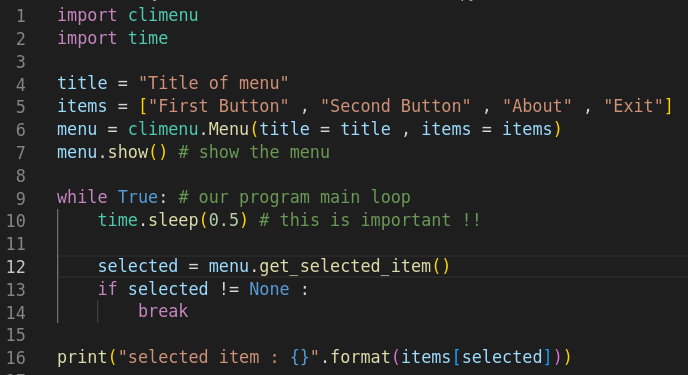 1 import climenu
2 import time
3
4 title = "Title of menu"
5 items = ["First Button" , "Second Button" , "About" , "Exit"]
6 menu = climenu.Menu(title = title , items = items)
7 menu.show() # show the menu
8
9 while True: # our program main loop
10     time.sleep(0.5) # this is important !!
11
12     selected = menu.get_selected_item()
13     if selected != None :
14         break
15
16 print("selected item : {}".format(items[selected]))